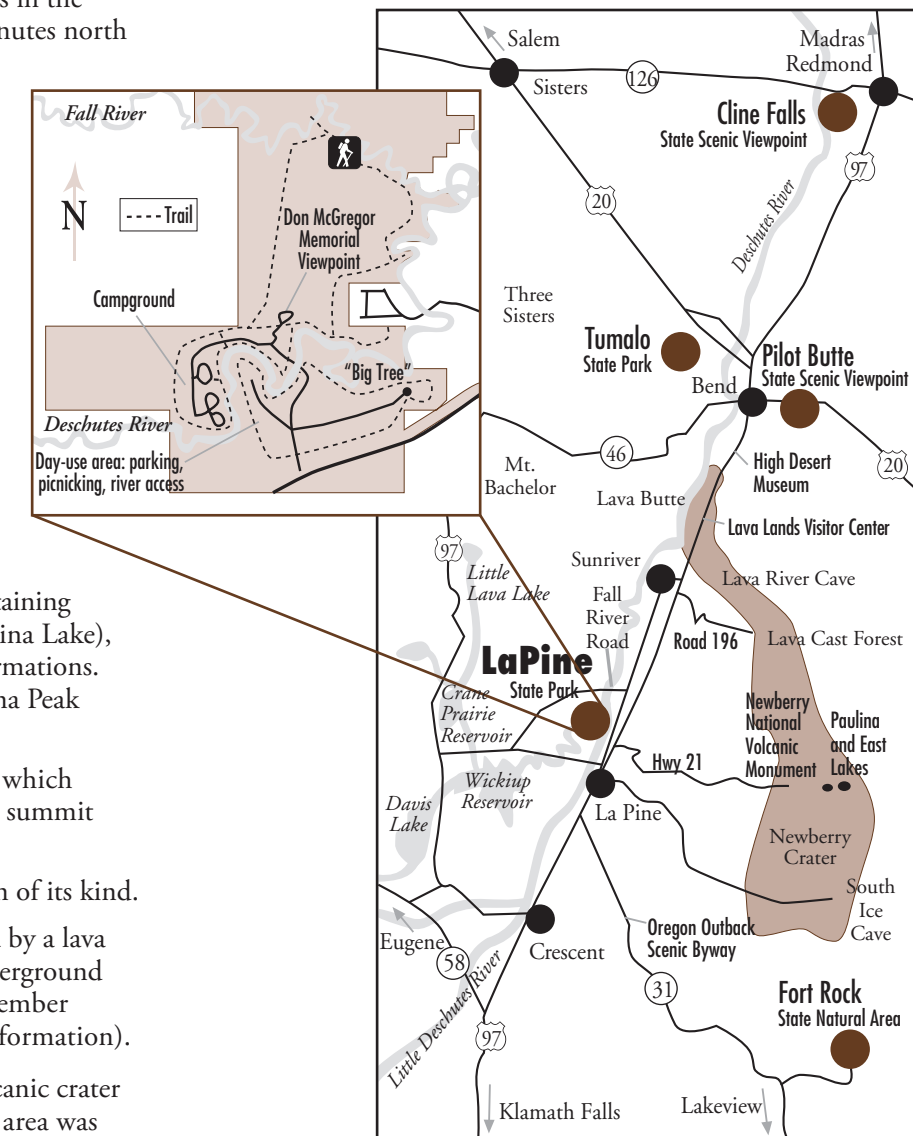 s in the
nutes north
Fall River
N
Trail
Don McGregor
Memorial
Viewpoint
Campground
"Big Tree"
Deschutes River
Day-use area: parking,
picnicking, river access
taining
ina Lake),
rmations.
na Peak
which
summit
n of its kind.
l by a lava
erground
ember
formation).
canic crater
area was
Salem
Madras
Redmond
Sisters
126
Cline Falls
State Scenic Viewpoint
97
20
Deschutes River
Three
Sisters
Tumalo
State Park
Pilot Butte
State Scenic Viewpoint
Bend
46
20
Mt.
Bachelor
High Desert
Museum
Lava Butte
Lava Lands Visitor Center
97
Little
Lava Lake
Sunriver
Lava River Cave
Fall
River
Road
Road 196
Lava Cast Forest
LaPine
State Park
Crane
Prairie
Reservoir
Newberry
National
Volcanic
Monument
Paulina
and East
Lakes
Hwy 21
Wickiup
Reservoir
Davis
Lake
La Pine
Newberry
Crater
South
Ice
Cave
Eugene
58
Crescent
Oregon Outback
Scenic Byway
31
Little Deschutes River
Fort Rock
State Natural Area
97
Klamath Falls
Lakeview